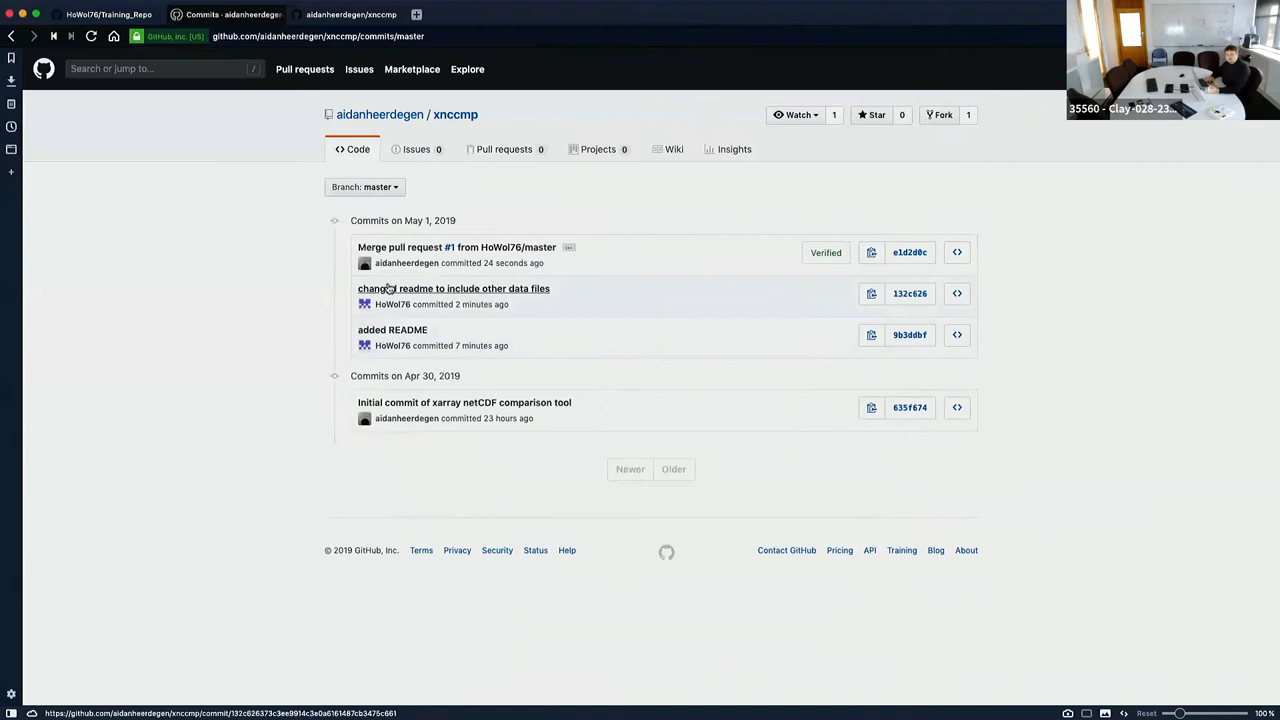 HoWol76/Training_Repo
Commits · aidanheerdegen
aidanheerdegen/xnccmp
GitHub, Inc. [US]
github.com/aidanheerdegen/xnccmp/commits/master
Search or jump to...
/
Pull requests
Issues
Marketplace
Explore
35560 - Clay-028-23...
aidanheerdegen / xnccmp
Watch
1
Star
0
Fork
1
Code
Issues 0
Pull requests 0
Projects 0
Wiki
Insights
Branch: master
Commits on May 1, 2019
Merge pull request #1 from HoWol76/master
aidanheerdegen committed 24 seconds ago
Verified
e1d2d0c
changed readme to include other data files
HoWol76 committed 2 minutes ago
132c626
added README
HoWol76 committed 7 minutes ago
9b3ddbf
Commits on Apr 30, 2019
Initial commit of xarray netCDF comparison tool
aidanheerdegen committed 23 hours ago
635f674
Newer
Older
© 2019 GitHub, Inc.
Terms
Privacy
Security
Status
Help
Contact GitHub
Pricing
API
Training
Blog
About
https://github.com/aidanheerdegen/xnccmp/commit/132c626373c3ee9914c3e0a6161487cb3475c661
Reset
100 %